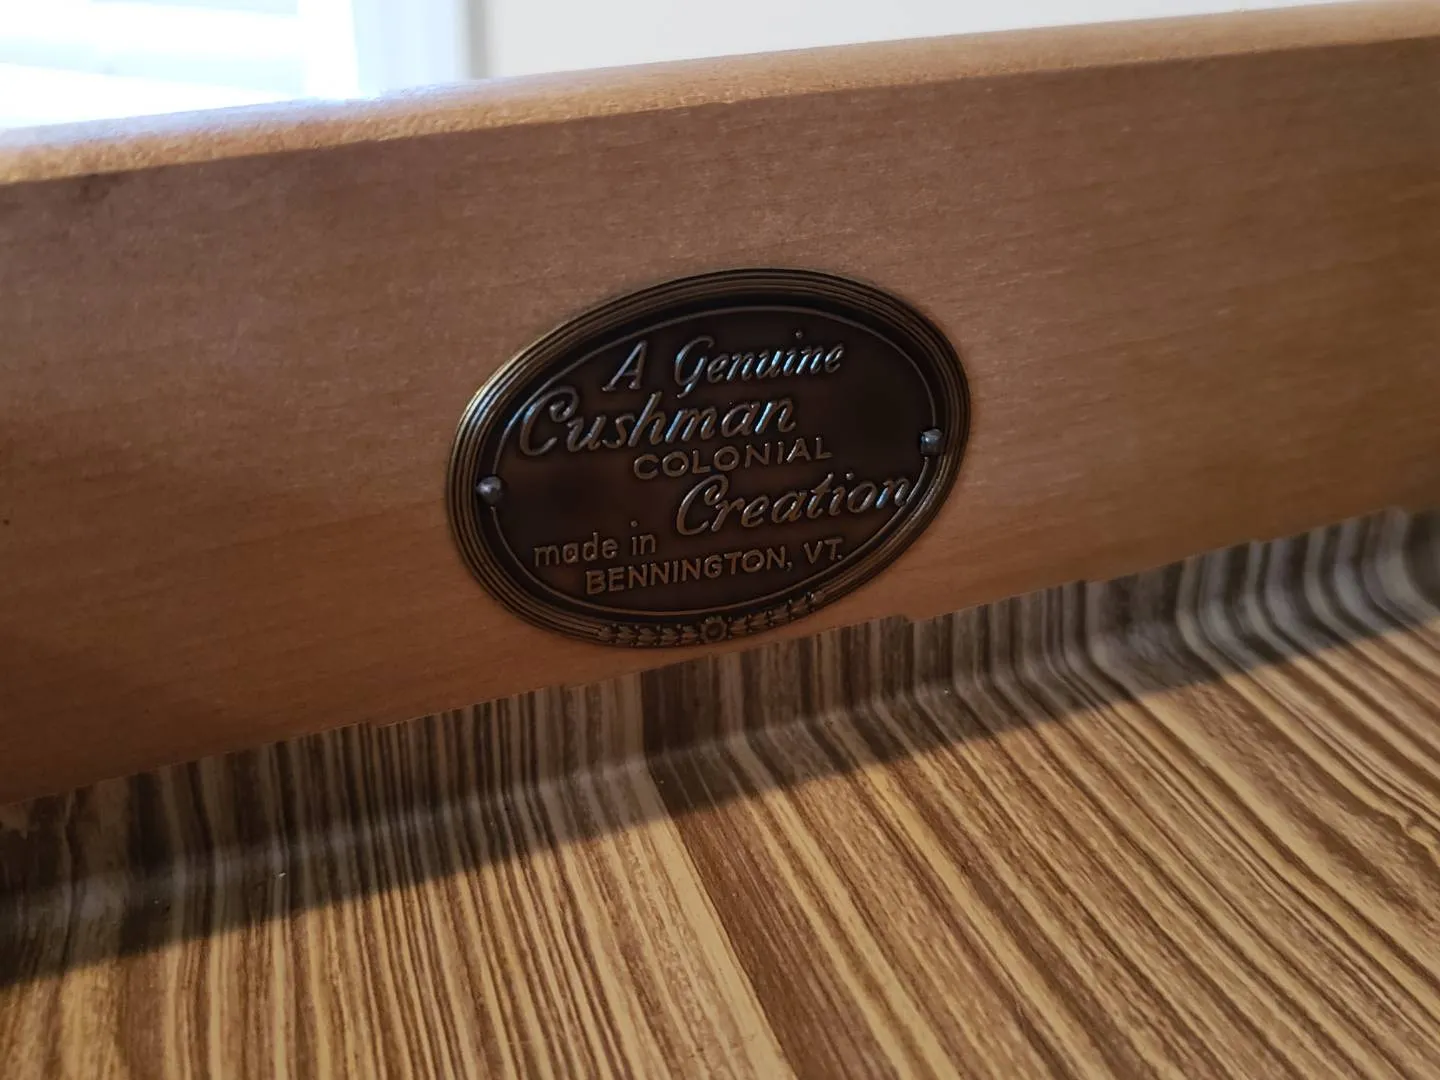 A Genuine
Cushman
COLONIAL
Creation
made in
BENNINGTON, VT.